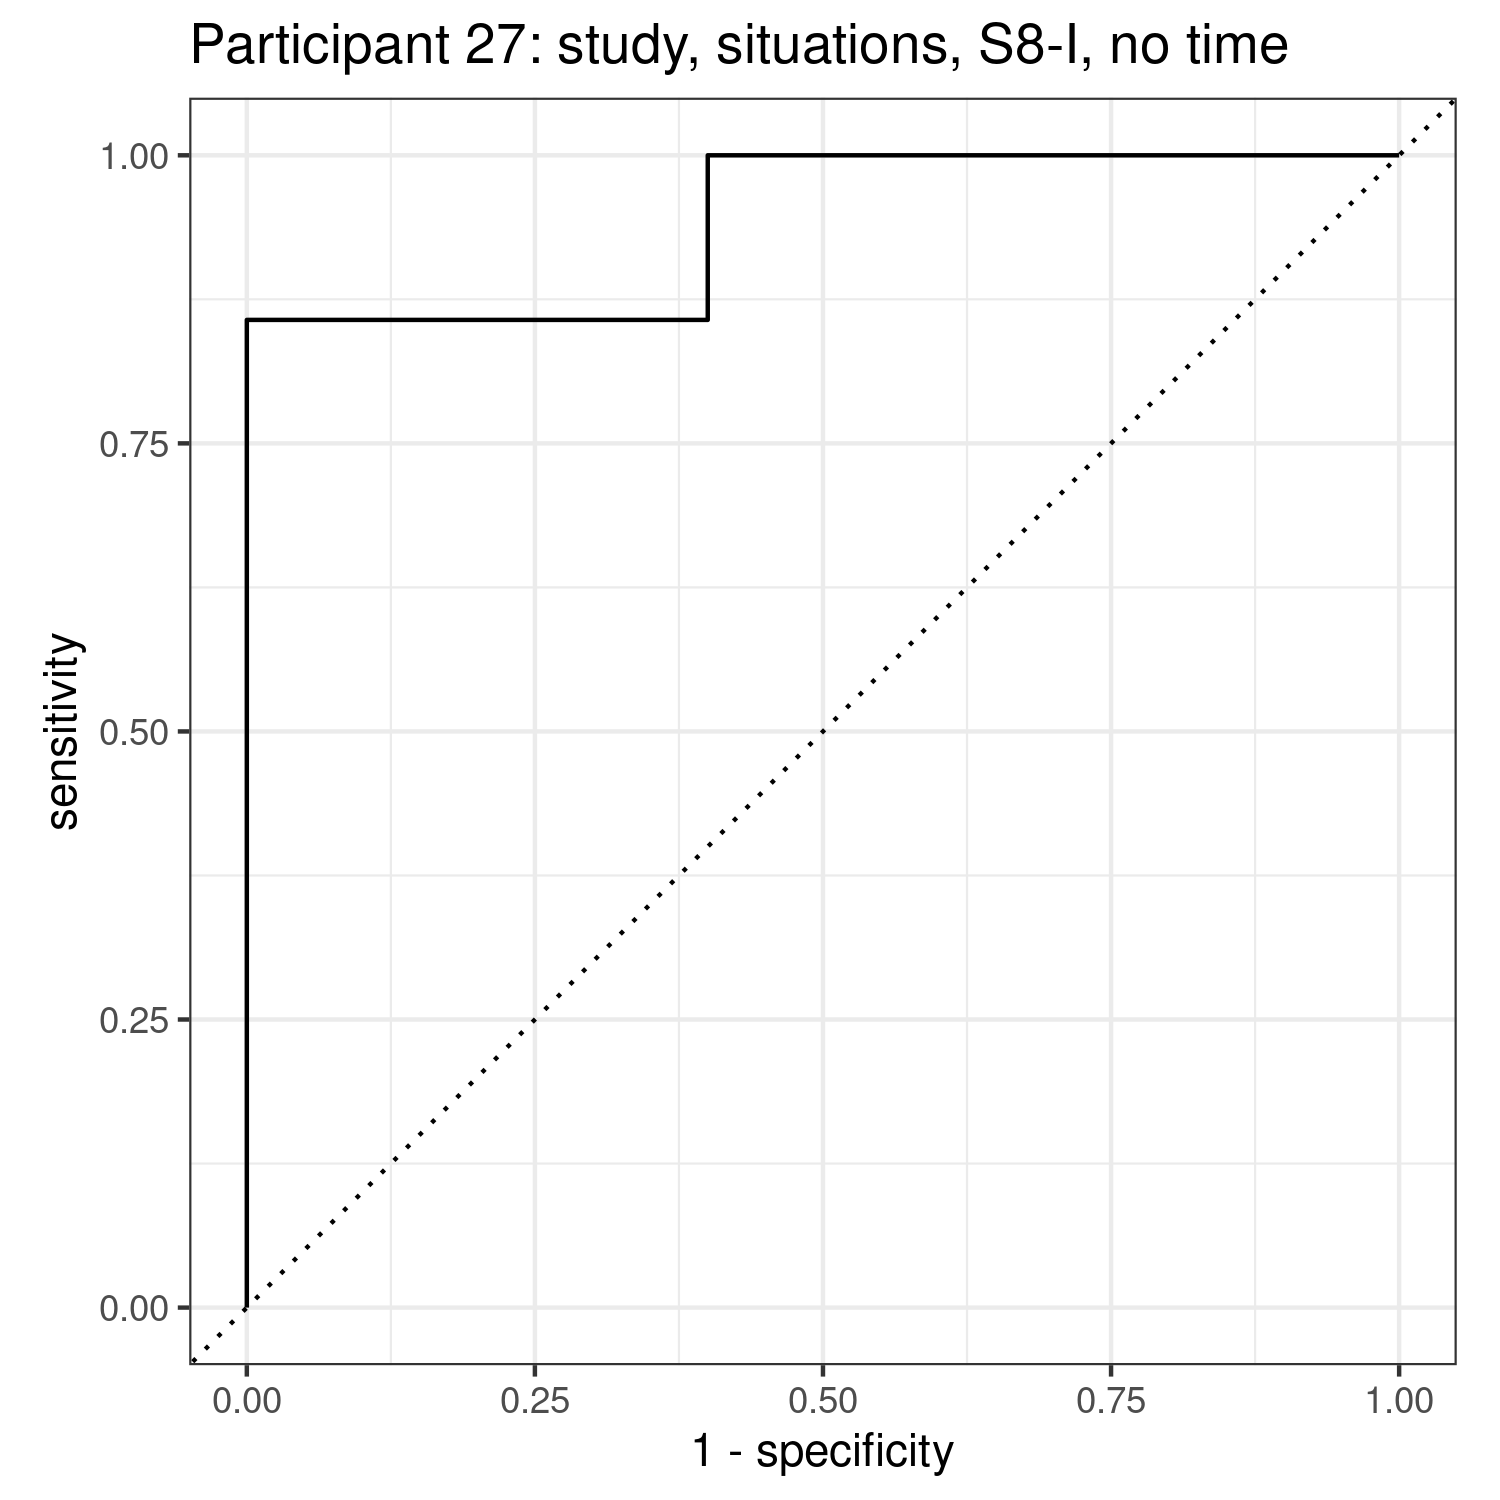 Participant 27: study, situations, S8-I, no time
1.00
0.75
0.50
0.25
0.00
sensitivity
0.00 0.25 0.50 0.75 1.00
1 - specificity